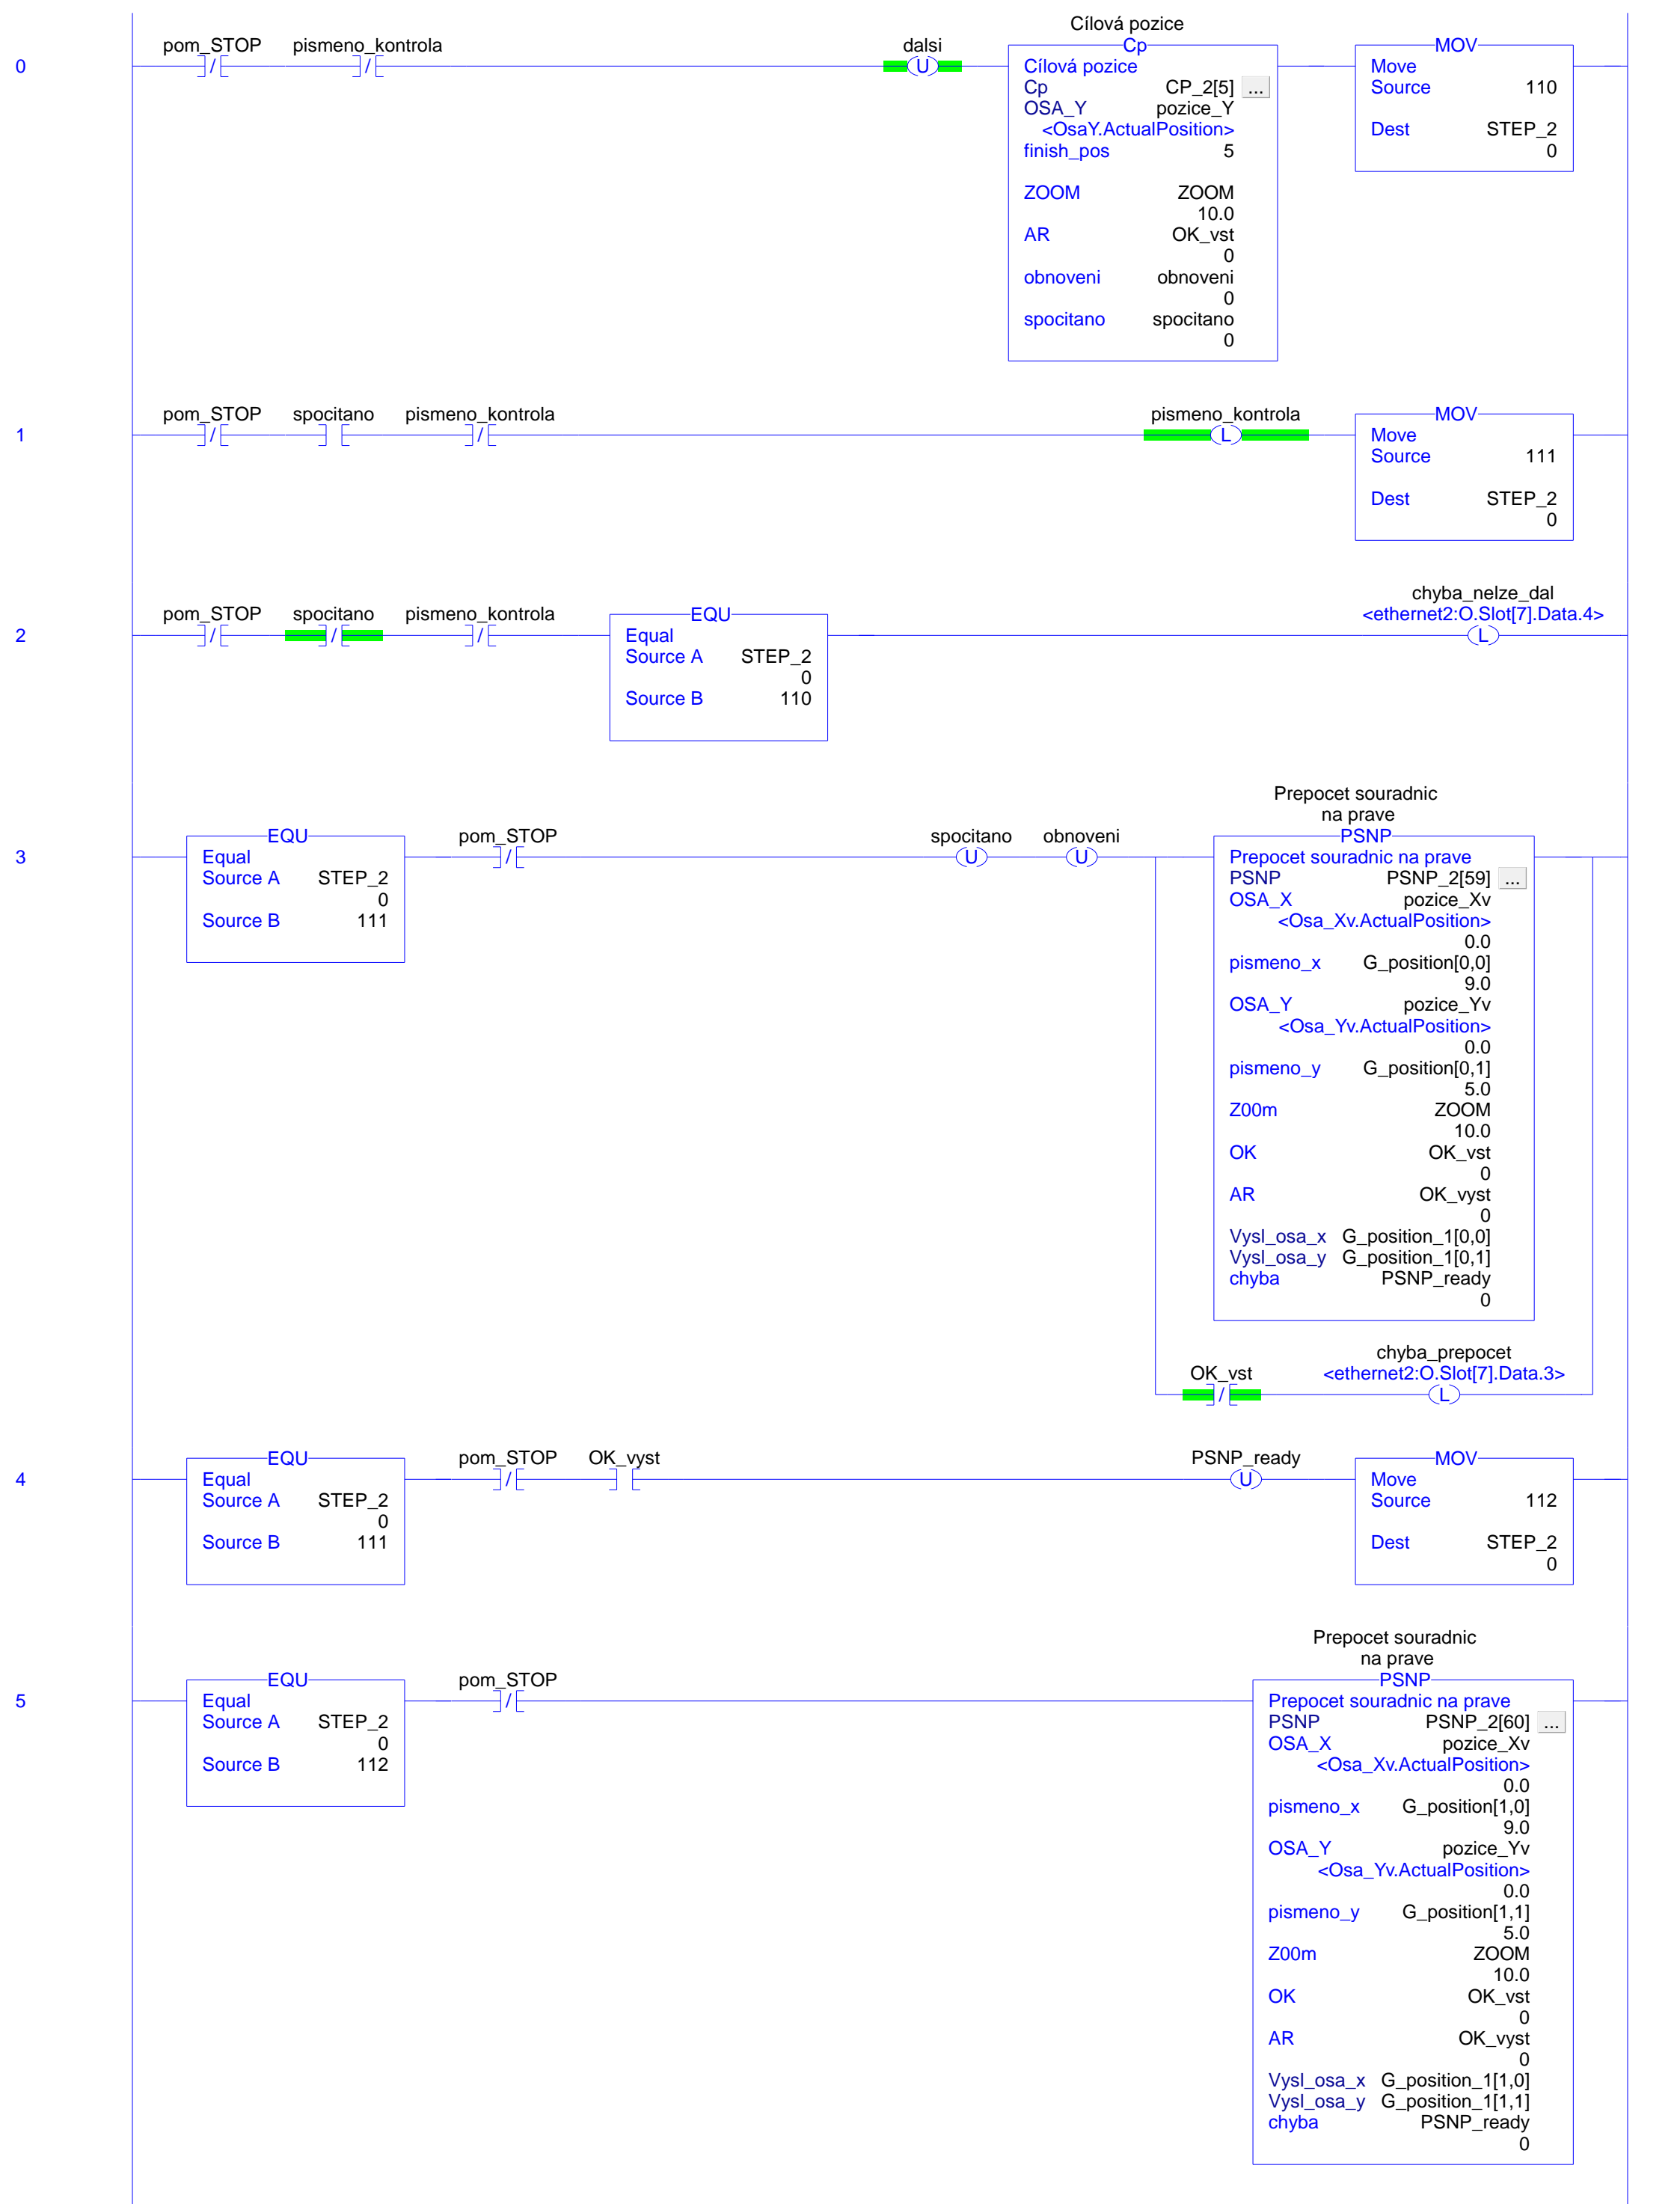 0
pom_STOP pismeno_kontrola dalsi
Cílová pozice
Cp
Cílová pozice
Cp CP_2[5] ...
OSA_Y pozice_Y
<OsaY.ActualPosition>
finish_pos 5
ZOOM ZOOM
10.0
AR OK_vst
0
obnoveni obnoveni
0
spocitano spocitano
0
MOV
Move
Source 110
Dest STEP_2
0
1
pom_STOP spocitano pismeno_kontrola pismeno_kontrola
MOV
Move
Source 111
Dest STEP_2
0
2
pom_STOP spocitano pismeno_kontrola
EQU
Equal
Source A STEP_2
0
Source B 110
chyba_nelze_dal
<ethernet2:O.Slot[7].Data.4>
3
EQU
Equal
Source A STEP_2
0
Source B 111
pom_STOP spocitano obnoveni
Prepocet souradnic
na prave
PSNP
Prepocet souradnic na prave
PSNP PSNP_2[59] ...
OSA_X pozice_Xv
<Osa_Xv.ActualPosition>
0.0
pismeno_x G_position[0,0]
9.0
OSA_Y pozice_Yv
<Osa_Yv.ActualPosition>
0.0
pismeno_y G_position[0,1]
5.0
Z00m ZOOM
10.0
OK OK_vst
0
AR OK_vyst
0
Vysl_osa_x G_position_1[0,0]
Vysl_osa_y G_position_1[0,1]
chyba PSNP_ready
0
OK_vst
chyba_prepocet
<ethernet2:O.Slot[7].Data.3>
4
EQU
Equal
Source A STEP_2
0
Source B 111
pom_STOP OK_vyst PSNP_ready
MOV
Move
Source 112
Dest STEP_2
0
5
EQU
Equal
Source A STEP_2
0
Source B 112
pom_STOP
Prepocet souradnic
na prave
PSNP
Prepocet souradnic na prave
PSNP PSNP_2[60] ...
OSA_X pozice_Xv
<Osa_Xv.ActualPosition>
0.0
pismeno_x G_position[1,0]
9.0
OSA_Y pozice_Yv
<Osa_Yv.ActualPosition>
0.0
pismeno_y G_position[1,1]
5.0
Z00m ZOOM
10.0
OK OK_vst
0
AR OK_vyst
0
Vysl_osa_x G_position_1[1,0]
Vysl_osa_y G_position_1[1,1]
chyba PSNP_ready
0